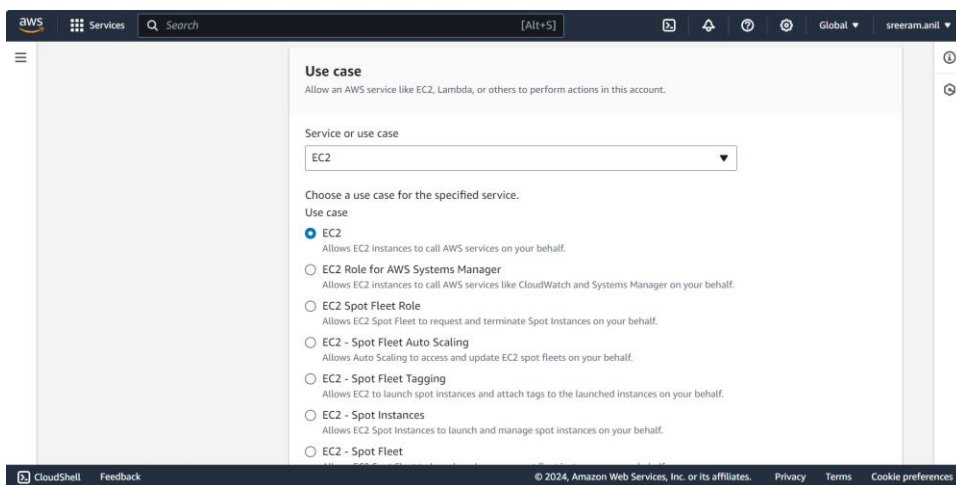 aws
Services
Search
[Alt+S]
Global
sreeram.anil
Use case
Allow an AWS service like EC2, Lambda, or others to perform actions in this account.
Service or use case
EC2
Choose a use case for the specified service.
Use case
EC2
Allows EC2 instances to call AWS services on your behalf.
EC2 Role for AWS Systems Manager
Allows EC2 instances to call AWS services like CloudWatch and Systems Manager on your behalf.
EC2 Spot Fleet Role
Allows EC2 Spot Fleet to request and terminate Spot Instances on your behalf.
EC2 - Spot Fleet Auto Scaling
Allows Auto Scaling to access and update EC2 spot fleets on your behalf.
EC2 - Spot Fleet Tagging
Allows EC2 to launch spot instances and attach tags to the launched instances on your behalf.
EC2 - Spot Instances
Allows EC2 Spot Instances to launch and manage spot instances on your behalf.
EC2 - Spot Fleet
CloudShell
Feedback
© 2024, Amazon Web Services, Inc. or its affiliates.
Privacy
Terms
Cookie preferences